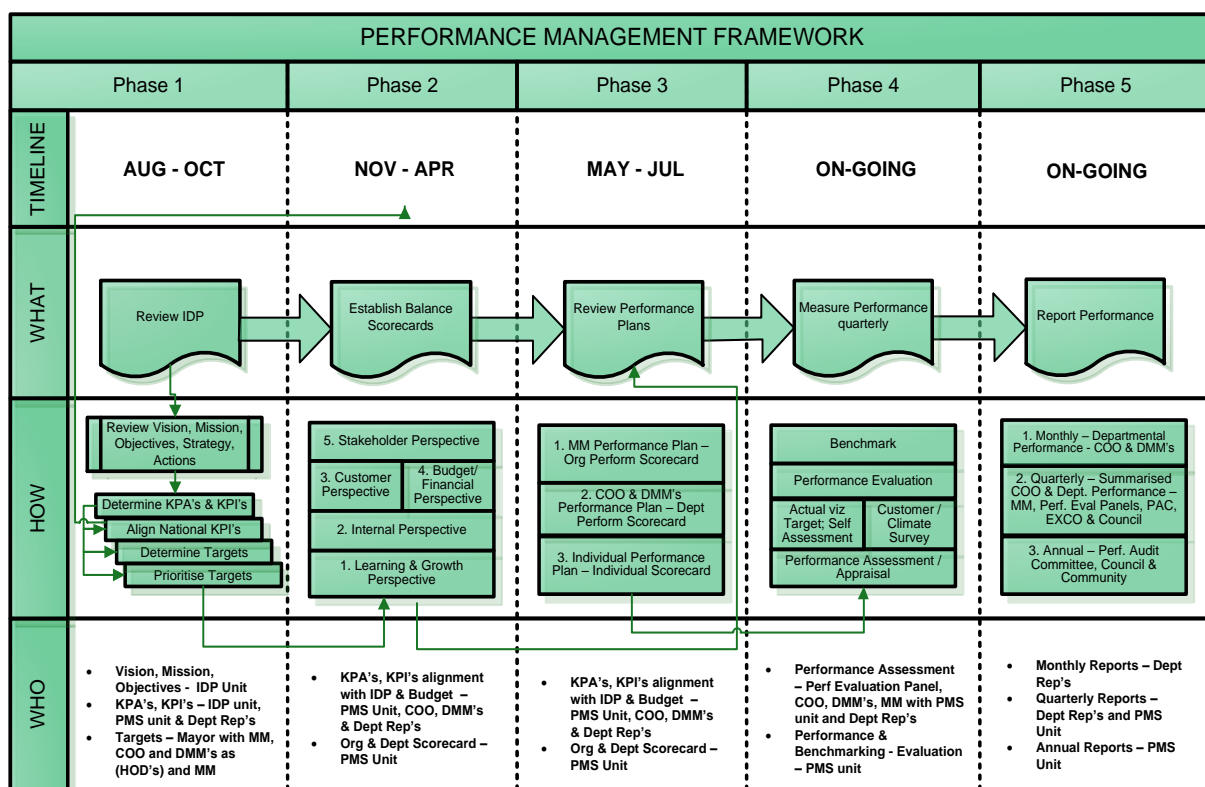 PERFORMANCE MANAGEMENT FRAMEWORK
Phase 1
Phase 2
Phase 3
Phase 4
Phase 5
TIMELINE
AUG - OCT
NOV - APR
MAY - JUL
ON-GOING
ON-GOING
WHAT
Review IDP
Establish Balance
Scorecards
Review Performance
Plans
Measure Performance
quarterly
Report Performance
HOW
Review Vision, Mission,
Objectives, Strategy,
Actions
Determine KPA's & KPI's
Align National KPI's
Determine Targets
Prioritise Targets
5. Stakeholder Perspective
3. Customer
Perspective
4. Budget/
Financial
Perspective
2. Internal Perspective
1. Learning & Growth
Perspective
1. MM Performance Plan –
Org Perform Scorecard
2. COO & DMM's
Performance Plan – Dept
Perform Scorecard
3. Individual Performance
Plan – Individual Scorecard
Benchmark
Performance Evaluation
Actual viz
Target; Self
Assessment
Customer /
Climate
Survey
Performance Assessment /
Appraisal
1. Monthly – Departmental
Performance - COO & DMM's
2. Quarterly – Summarised
COO & Dept. Performance –
MM, Perf. Eval Panels, PAC,
EXCO & Council
3. Annual – Perf. Audit
Committee, Council &
Community
WHO
• Vision, Mission,
Objectives - IDP Unit
• KPA's, KPI's – IDP unit,
PMS unit & Dept Rep's
• Targets – Mayor with MM,
COO and DMM's as
(HOD's) and MM
• KPA's, KPI's alignment
with IDP & Budget –
PMS Unit, COO, DMM's
& Dept Rep's
• Org & Dept Scorecard –
PMS Unit
• KPA's, KPI's alignment
with IDP & Budget –
PMS Unit, COO, DMM's
& Dept Rep's
• Org & Dept Scorecard –
PMS Unit
• Performance Assessment
– Perf Evaluation Panel,
COO, DMM's, MM with PMS
unit and Dept Rep's
• Performance &
Benchmarking - Evaluation
– PMS unit
• Monthly Reports – Dept
Rep's
• Quarterly Reports –
Dept Rep's and PMS
Unit
• Annual Reports – PMS
Unit